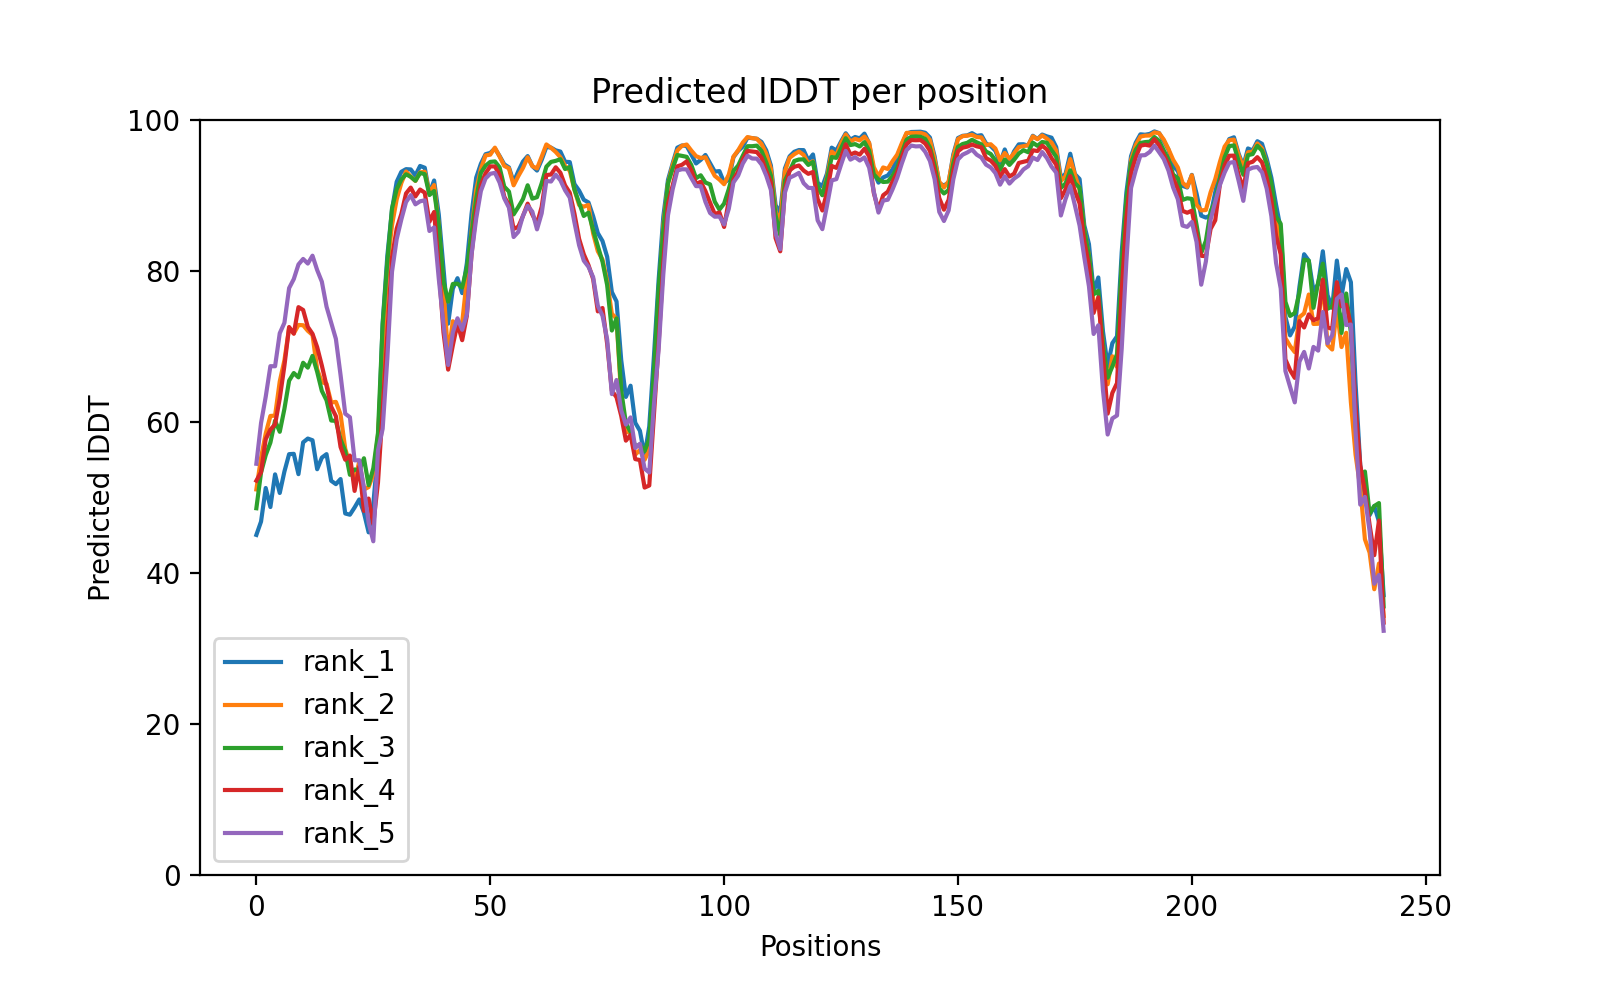 Predicted lDDT per position
100
80
60
40
20
0
Predicted lDDT
rank_1
rank_2
rank_3
rank_4
rank_5
0 50 100 150 200 250
Positions